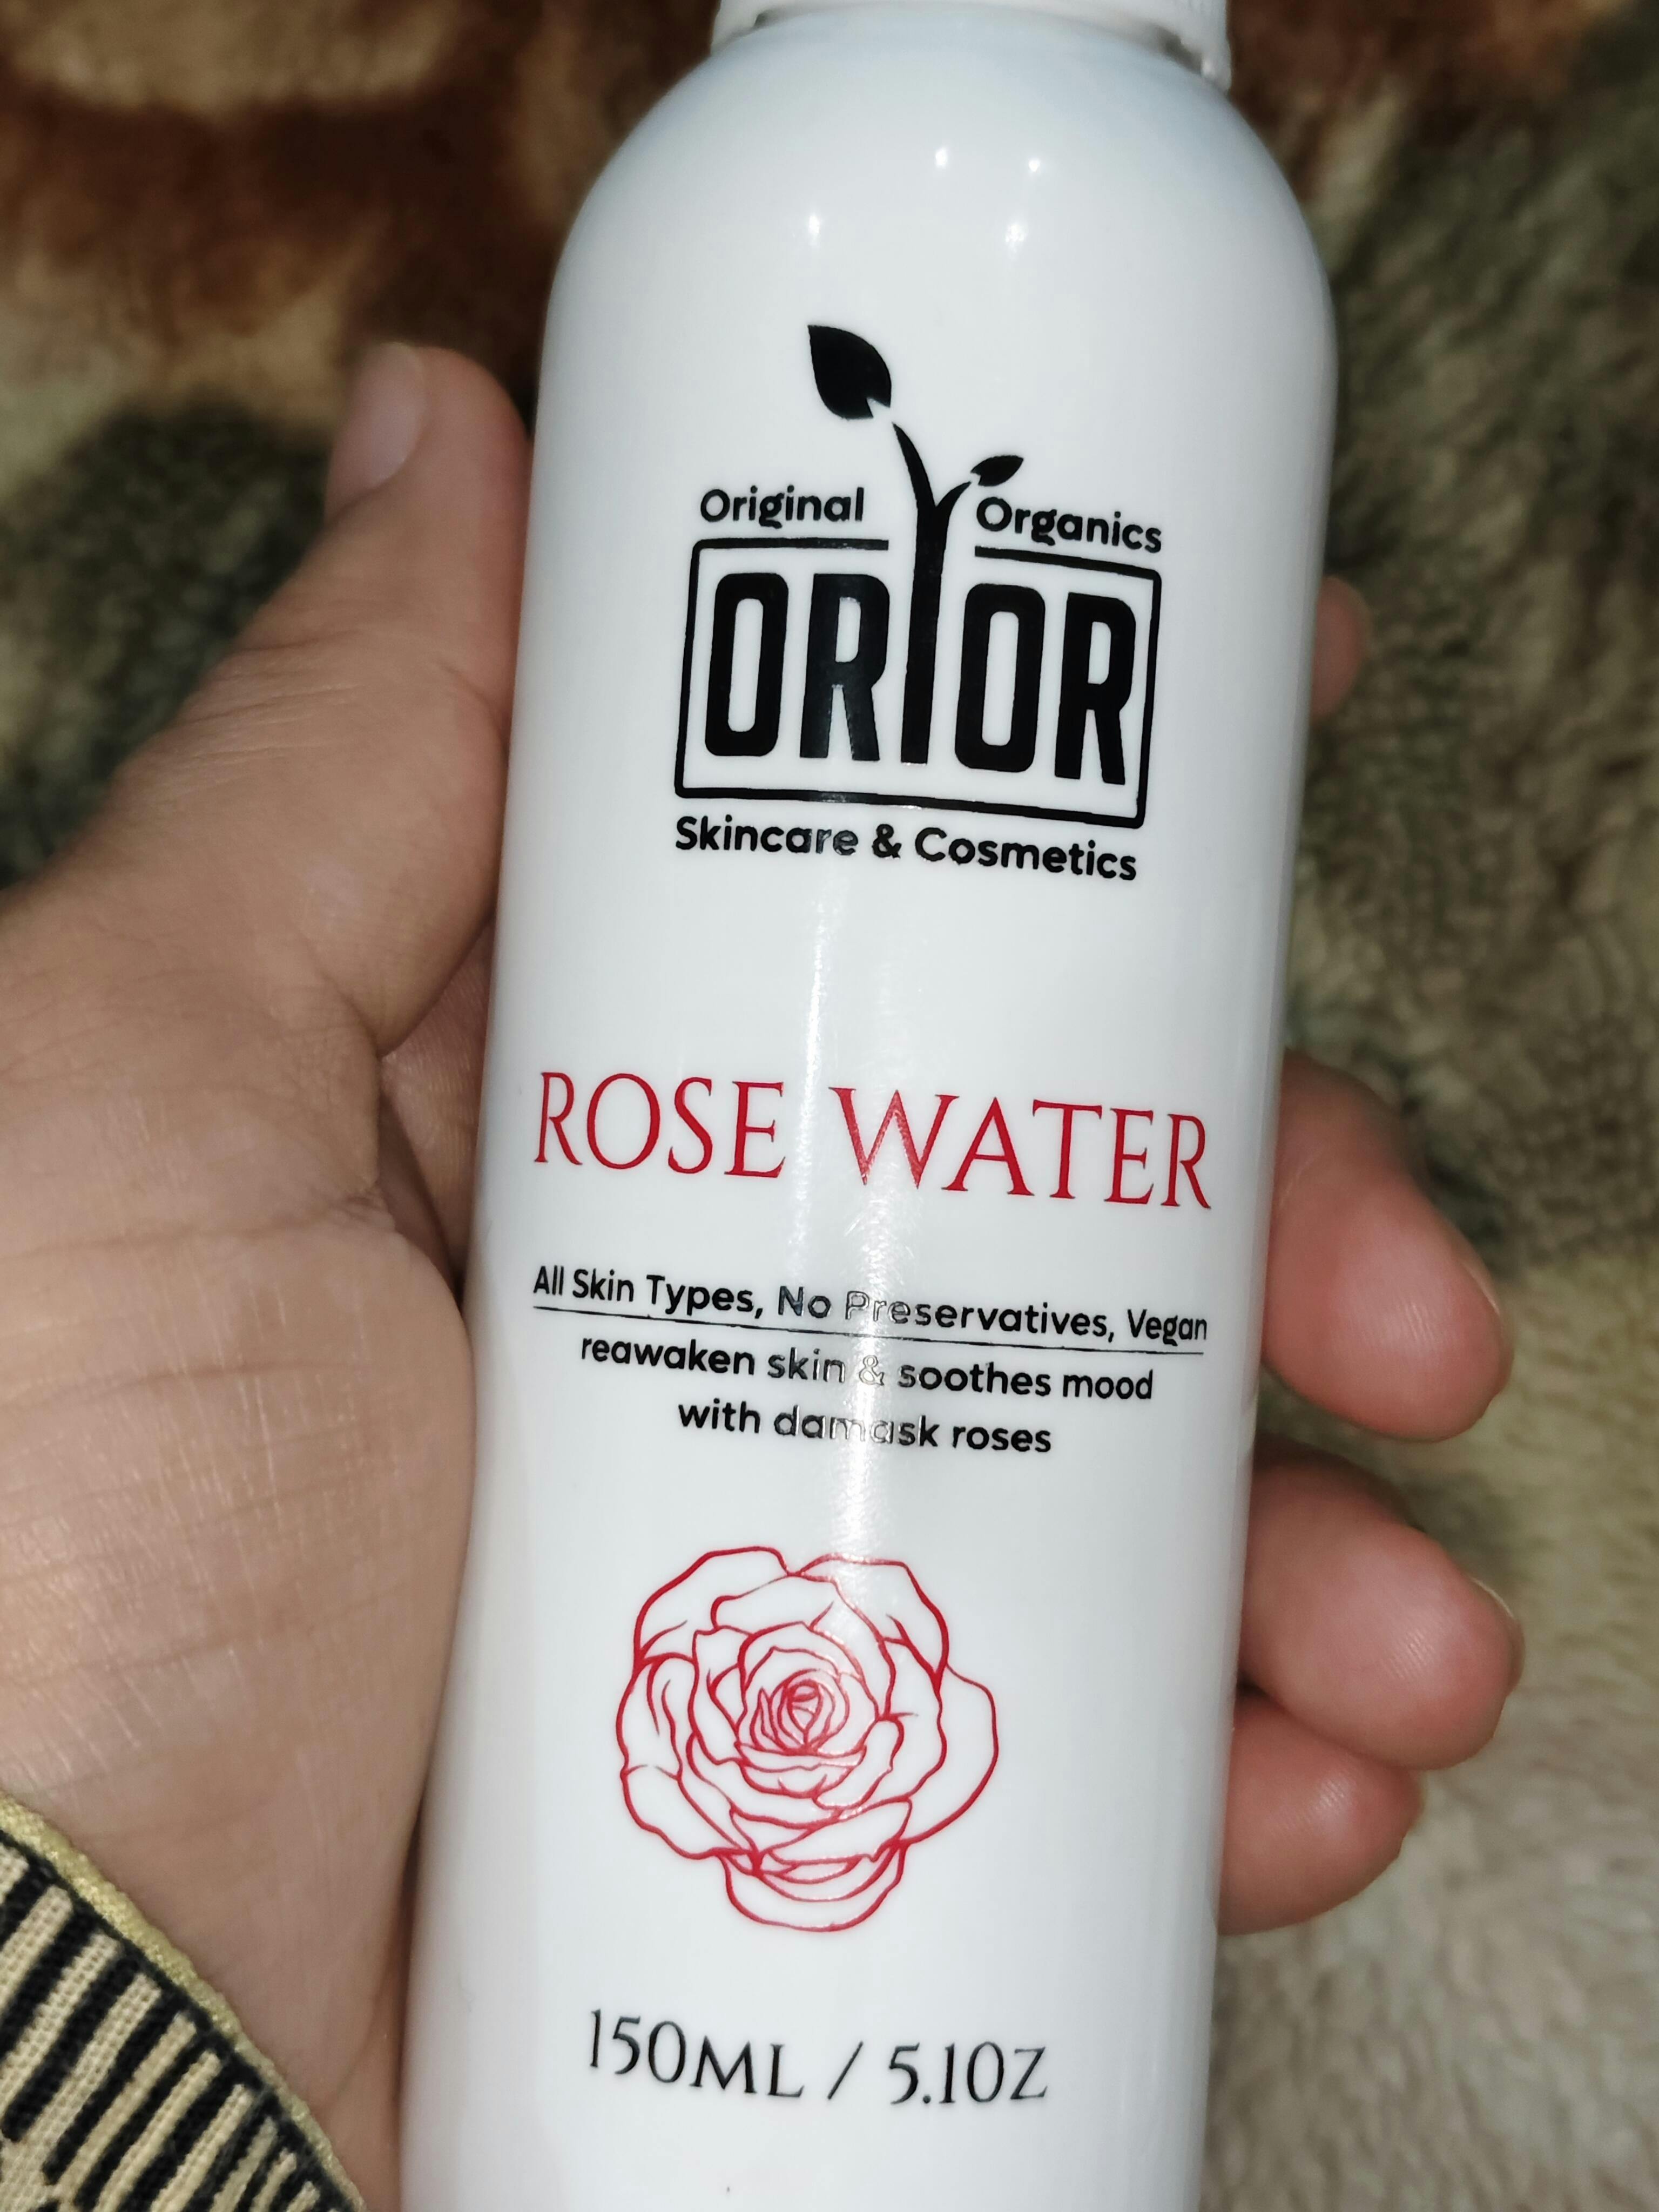 Original Organics
ORIOR
Skincare & Cosmetics
ROSE WATER
All Skin Types, No Preservatives, Vegan
reawaken skin & soothes mood
with damask roses
150ML / 5.1OZ